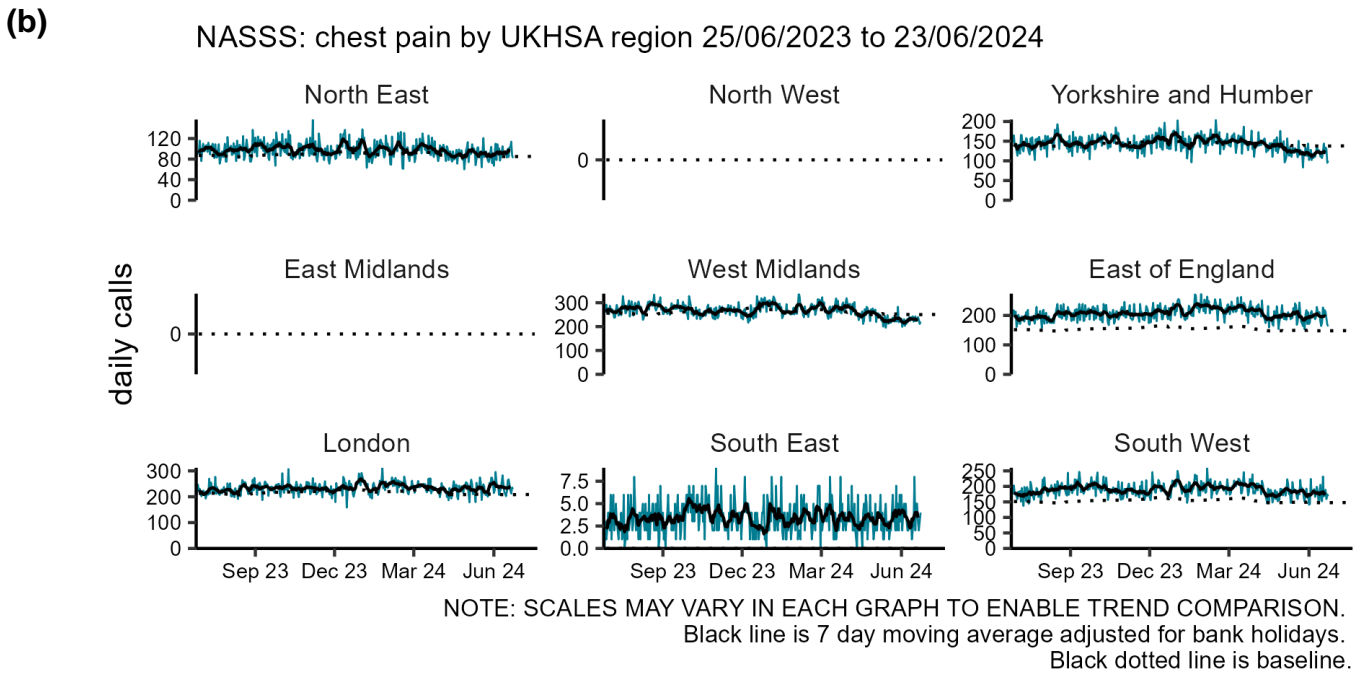 (b)
NASSS: chest pain by UKHSA region 25/06/2023 to 23/06/2024
North East
120
80
40
0
North West
0
Yorkshire and Humber
200
150
100
50
0
daily calls
East Midlands
0
West Midlands
300
200
100
0
East of England
200
100
0
London
300
200
100
0
Sep 23 Dec 23 Mar 24 Jun 24
South East
7.5
5.0
2.5
0.0
Sep 23 Dec 23 Mar 24 Jun 24
South West
250
200
150
100
50
0
Sep 23 Dec 23 Mar 24 Jun 24
NOTE: SCALES MAY VARY IN EACH GRAPH TO ENABLE TREND COMPARISON.
Black line is 7 day moving average adjusted for bank holidays.
Black dotted line is baseline.